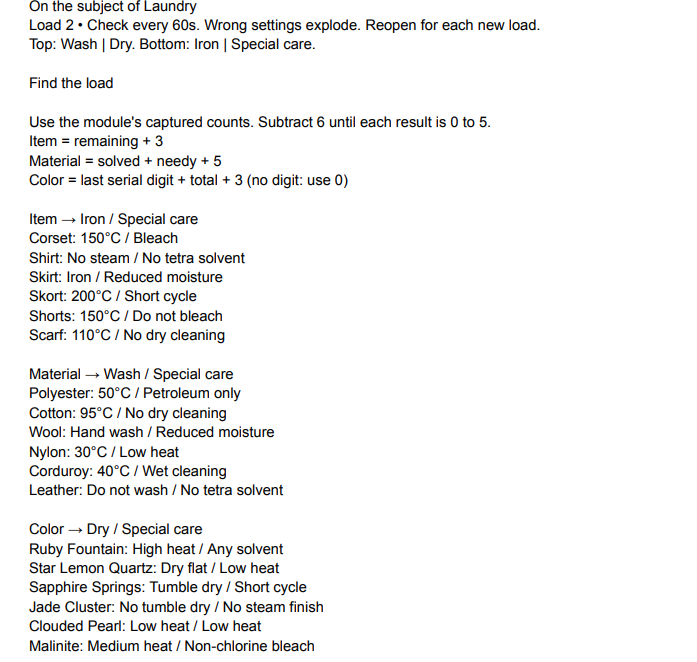 On the subject of Laundry
Load 2 • Check every 60s. Wrong settings explode. Reopen for each new load.
Top: Wash | Dry. Bottom: Iron | Special care.
Find the load
Use the module's captured counts. Subtract 6 until each result is 0 to 5.
Item = remaining + 3
Material = solved + needy + 5
Color = last serial digit + total + 3 (no digit: use 0)
Item → Iron / Special care
Corset: 150°C / Bleach
Shirt: No steam / No tetra solvent
Skirt: Iron / Reduced moisture
Skort: 200°C / Short cycle
Shorts: 150°C / Do not bleach
Scarf: 110°C / No dry cleaning
Material → Wash / Special care
Polyester: 50°C / Petroleum only
Cotton: 95°C / No dry cleaning
Wool: Hand wash / Reduced moisture
Nylon: 30°C / Low heat
Corduroy: 40°C / Wet cleaning
Leather: Do not wash / No tetra solvent
Color → Dry / Special care
Ruby Fountain: High heat / Any solvent
Star Lemon Quartz: Dry flat / Low heat
Sapphire Springs: Tumble dry / Short cycle
Jade Cluster: No tumble dry / No steam finish
Clouded Pearl: Low heat / Low heat
Malinite: Medium heat / Non-chlorine bleach